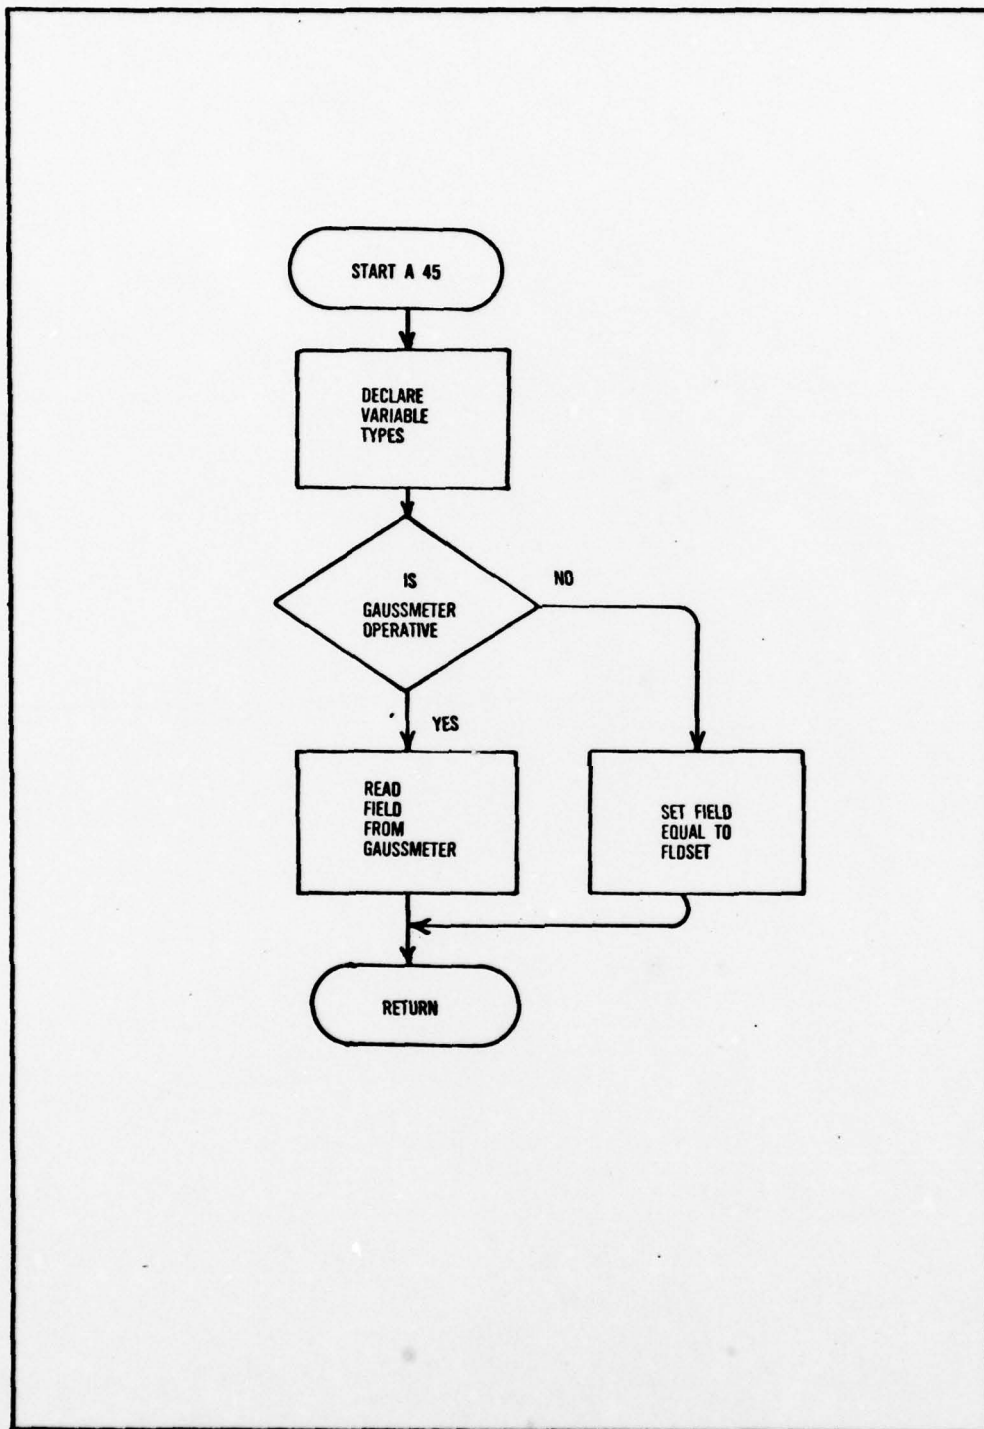 START A 45
DECLARE
VARIABLE
TYPES
IS
GAUSSMETER
OPERATIVE
NO
YES
READ
FIELD
FROM
GAUSSMETER
SET FIELD
EQUAL TO
FLDSET
RETURN